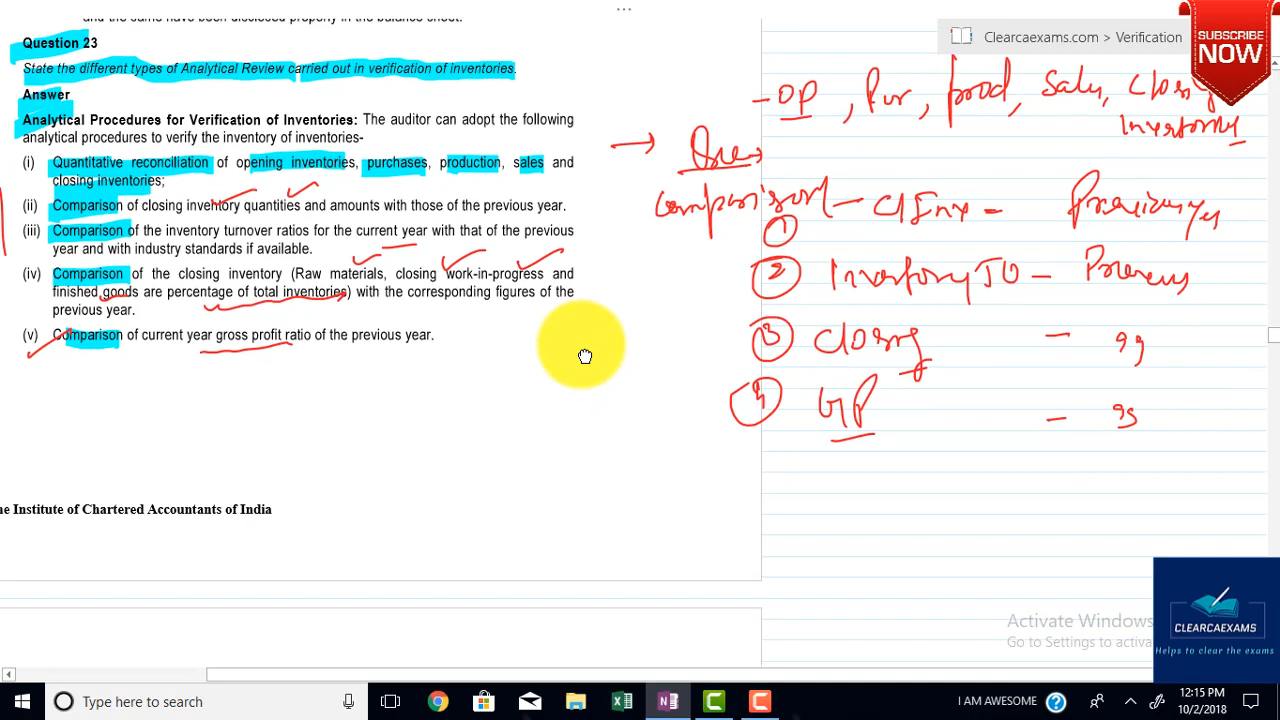 and the same have been disclosed properly in the balance sheet.
Question 23
State the different types of Analytical Review carried out in verification of inventories.
Answer
Analytical Procedures for Verification of Inventories: The auditor can adopt the following
analytical procedures to verify the inventory of inventories-
(i) Quantitative reconciliation of opening inventories, purchases, production, sales and
closing inventories;
(ii) Comparison of closing inventory quantities and amounts with those of the previous year.
(iii) Comparison of the inventory turnover ratios for the current year with that of the previous
year and with industry standards if available.
(iv) Comparison of the closing inventory (Raw materials, closing work-in-progress and
finished goods are percentage of total inventories) with the corresponding figures of the
previous year.
(v) Comparison of current year gross profit ratio of the previous year.
he Institute of Chartered Accountants of India
Clearcaexams.com > Verification
SUBSCRIBE
NOW
- OP, Pur, prod, Sales, Closing
Inventory
→
comparison - Cl Inv -
①
② Inventory TO - Previous
③ Closing - 99
④ GP - 99
Activate Windows
Go to Settings to activa
CLEARCAEXAMS
Helps to clear the exams
Type here to search
I AM AWESOME
12:15 PM
10/2/2018